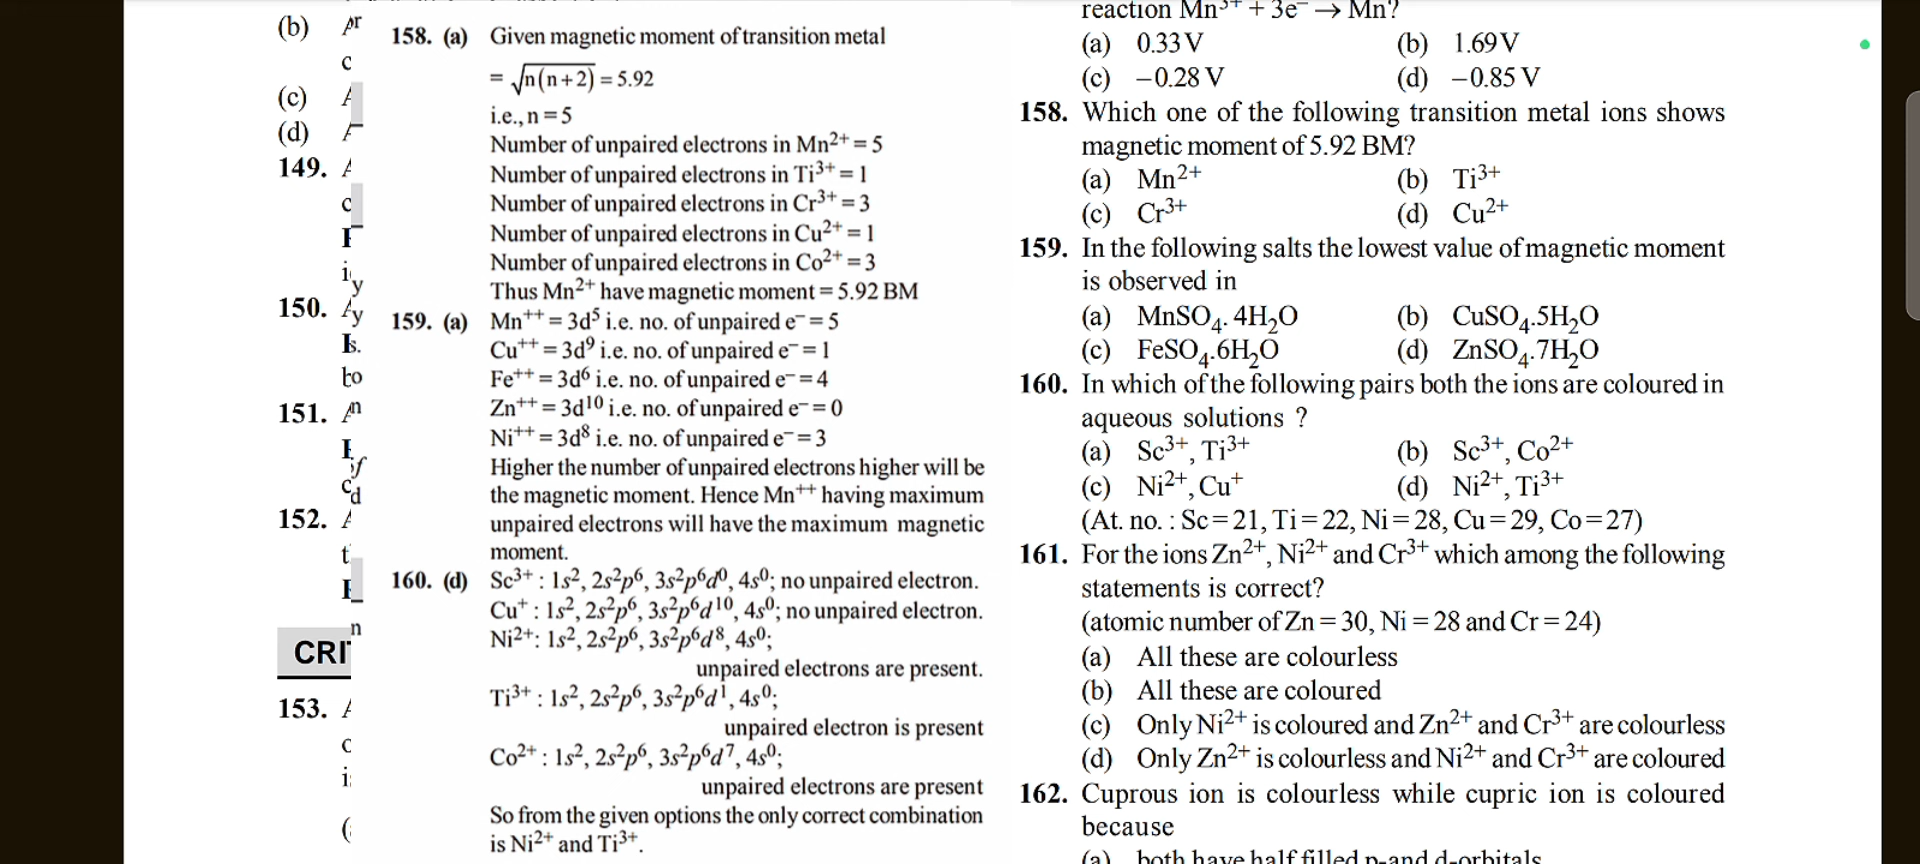 (b)
(c)
(d)
149.
150.
to
151.
152.
CRI
153.
158. (a) Given magnetic moment of transition metal
= √n(n+2) = 5.92
i.e., n = 5
Number of unpaired electrons in Mn²⁺ = 5
Number of unpaired electrons in Ti³⁺ = 1
Number of unpaired electrons in Cr³⁺ = 3
Number of unpaired electrons in Cu²⁺ = 1
Number of unpaired electrons in Co²⁺ = 3
Thus Mn²⁺ have magnetic moment = 5.92 BM
159. (a) Mn⁺⁺ = 3d⁵ i.e. no. of unpaired e⁻ = 5
Cu⁺⁺ = 3d⁹ i.e. no. of unpaired e⁻ = 1
Fe⁺⁺ = 3d⁶ i.e. no. of unpaired e⁻ = 4
Zn⁺⁺ = 3d¹⁰ i.e. no. of unpaired e⁻ = 0
Ni⁺⁺ = 3d⁸ i.e. no. of unpaired e⁻ = 3
Higher the number of unpaired electrons higher will be
the magnetic moment. Hence Mn⁺⁺ having maximum
unpaired electrons will have the maximum magnetic
moment.
160. (d) Sc³⁺ : 1s², 2s²p⁶, 3s²p⁶d⁰, 4s⁰; no unpaired electron.
Cu⁺ : 1s², 2s²p⁶, 3s²p⁶d¹⁰, 4s⁰; no unpaired electron.
Ni²⁺: 1s², 2s²p⁶, 3s²p⁶d⁸, 4s⁰;
unpaired electrons are present.
Ti³⁺ : 1s², 2s²p⁶, 3s²p⁶d¹, 4s⁰;
unpaired electron is present
Co²⁺ : 1s², 2s²p⁶, 3s²p⁶d⁷, 4s⁰;
unpaired electrons are present
So from the given options the only correct combination
is Ni²⁺ and Ti³⁺.
reaction Mn³⁺ + 3e⁻ → Mn?
(a) 0.33 V (b) 1.69 V
(c) −0.28 V (d) −0.85 V
158. Which one of the following transition metal ions shows
magnetic moment of 5.92 BM?
(a) Mn²⁺ (b) Ti³⁺
(c) Cr³⁺ (d) Cu²⁺
159. In the following salts the lowest value of magnetic moment
is observed in
(a) MnSO₄. 4H₂O (b) CuSO₄.5H₂O
(c) FeSO₄.6H₂O (d) ZnSO₄.7H₂O
160. In which of the following pairs both the ions are coloured in
aqueous solutions ?
(a) Sc³⁺, Ti³⁺ (b) Sc³⁺, Co²⁺
(c) Ni²⁺, Cu⁺ (d) Ni²⁺, Ti³⁺
(At. no. : Sc = 21, Ti = 22, Ni = 28, Cu = 29, Co = 27)
161. For the ions Zn²⁺, Ni²⁺ and Cr³⁺ which among the following
statements is correct?
(atomic number of Zn = 30, Ni = 28 and Cr = 24)
(a) All these are colourless
(b) All these are coloured
(c) Only Ni²⁺ is coloured and Zn²⁺ and Cr³⁺ are colourless
(d) Only Zn²⁺ is colourless and Ni²⁺ and Cr³⁺ are coloured
162. Cuprous ion is colourless while cupric ion is coloured
because
(a) both have half filled p-and d-orbitals